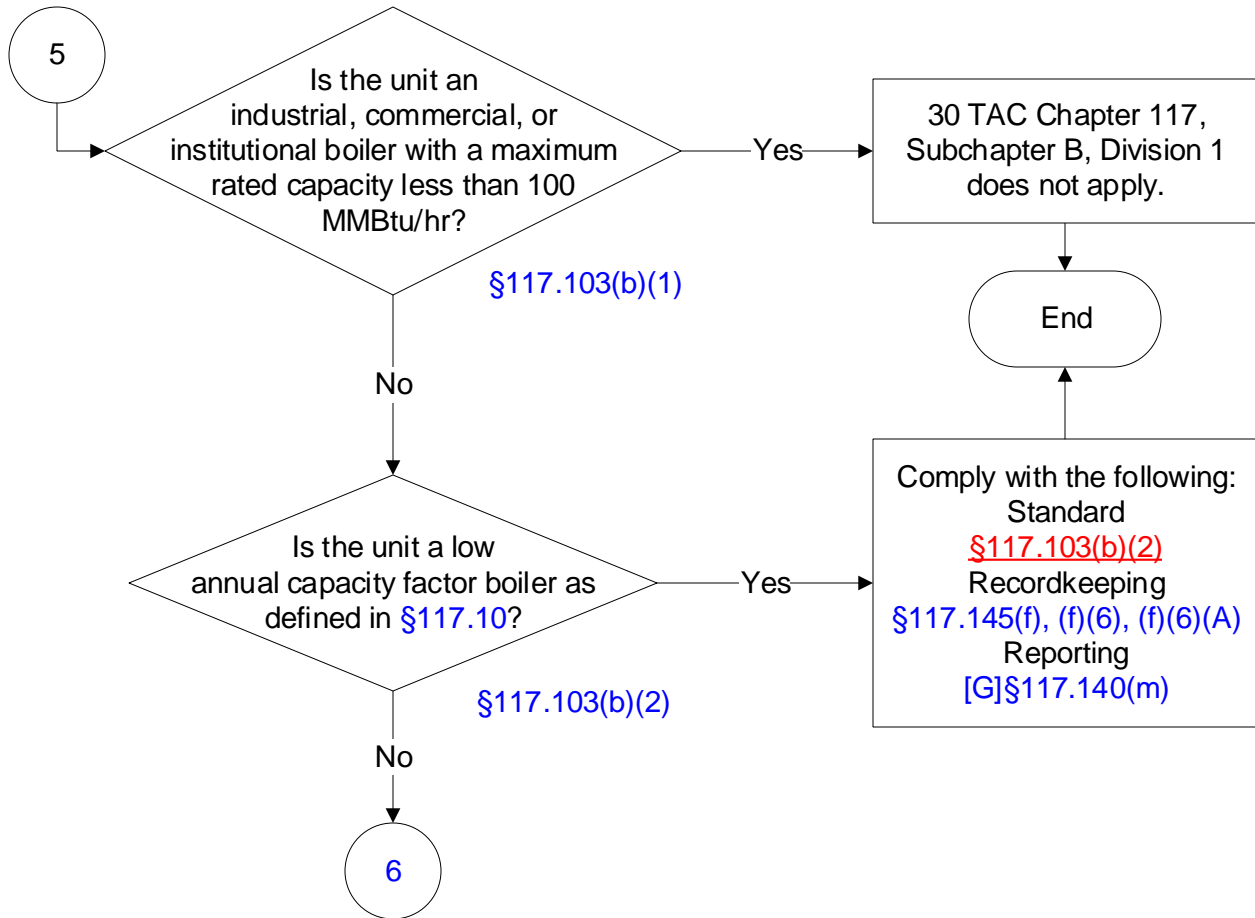 5
Is the unit an
industrial, commercial, or
institutional boiler with a maximum
rated capacity less than 100
MMBtu/hr?
Yes
30 TAC Chapter 117,
Subchapter B, Division 1
does not apply.
§117.103(b)(1)
End
No
Is the unit a low
annual capacity factor boiler as
defined in §117.10?
Yes
Comply with the following:
Standard
§117.103(b)(2)
Recordkeeping
§117.145(f), (f)(6), (f)(6)(A)
Reporting
[G]§117.140(m)
§117.103(b)(2)
No
6